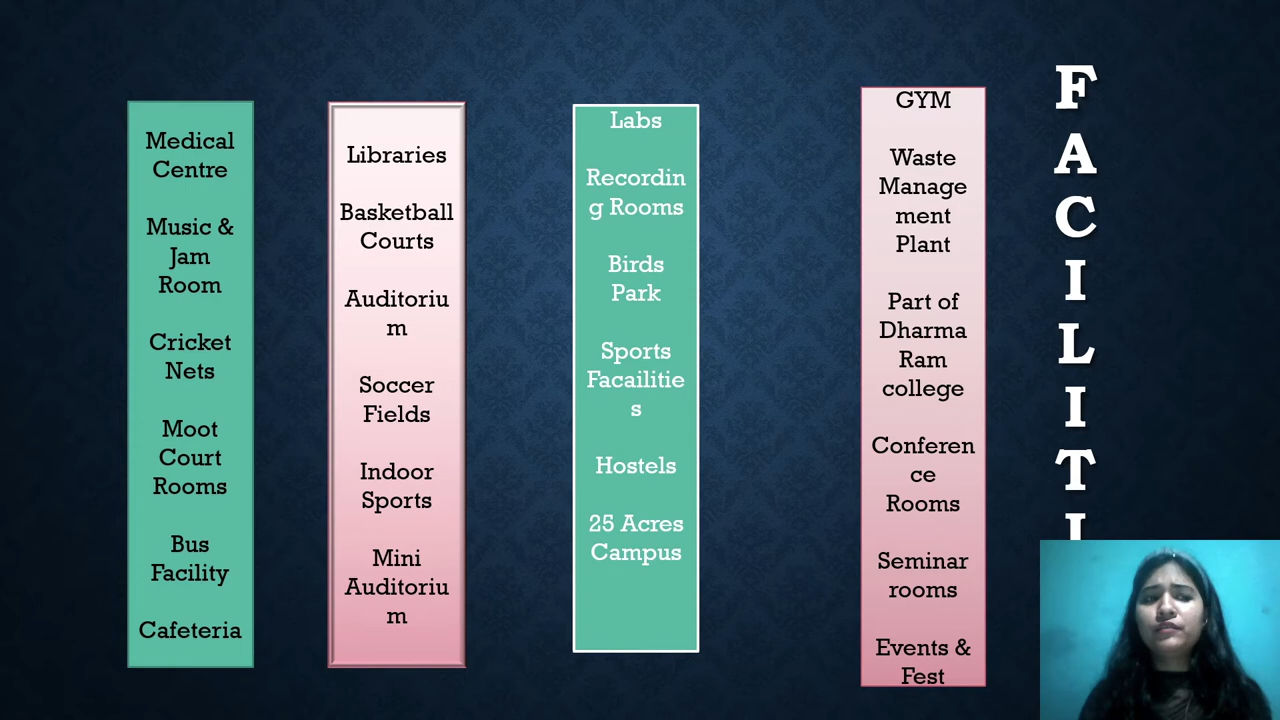 Medical
Centre
Music &
Jam
Room
Cricket
Nets
Moot
Court
Rooms
Bus
Facility
Cafeteria
Libraries
Basketball
Courts
Auditoriu
m
Soccer
Fields
Indoor
Sports
Mini
Auditoriu
m
Labs
Recordin
g Rooms
Birds
Park
Sports
Facailitie
s
Hostels
25 Acres
Campus
GYM
Waste
Manage
ment
Plant
Part of
Dharma
Ram
college
Conferen
ce
Rooms
Seminar
rooms
Events &
Fest
F
A
C
I
L
I
T
I